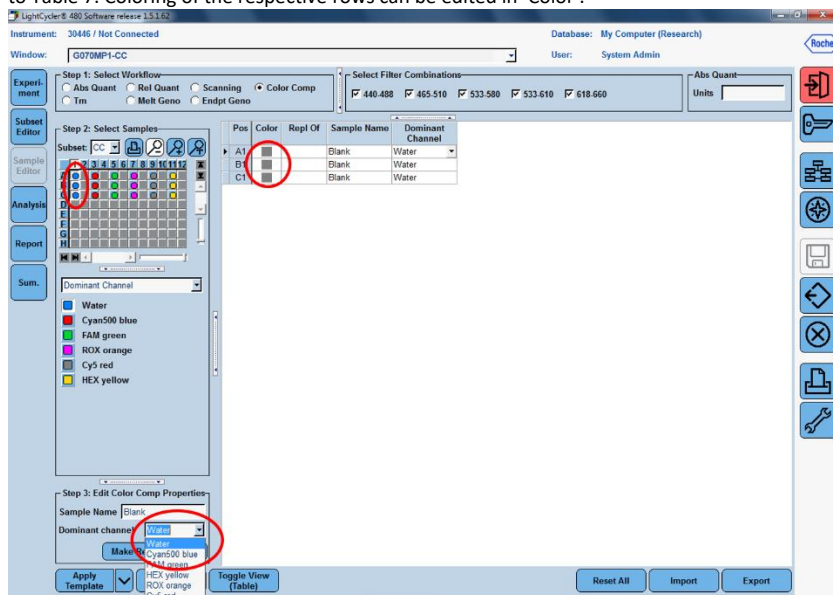 to Table 7. Coloring of the respective rows can be edited in 'Color'.
LightCycler® 480 Software release 1.5.1.62
Instrument: 30446 / Not Connected
Database: My Computer (Research)
Window: G070MP1-CC
User: System Admin
Roche
Experi-
ment
Subset
Editor
Sample
Editor
Analysis
Report
Sum.
Step 1: Select Workflow
Abs Quant Rel Quant Scanning Color Comp
Tm Melt Geno Endpt Geno
Select Filter Combinations
440-488 465-510 533-580 533-610 618-660
Abs Quant
Units
Step 2: Select Samples
Subset: CC
1 2 3 4 5 6 7 8 9 10 11 12
D
E
F
G
H
Dominant Channel
Water
Cyan500 blue
FAM green
ROX orange
Cy5 red
HEX yellow
Pos Color Repl Of Sample Name Dominant Channel
A1 Blank Water
B1 Blank Water
C1 Blank Water
Step 3: Edit Color Comp Properties
Sample Name Blank
Dominant channel Water
Water
Cyan500 blue
FAM green
HEX yellow
ROX orange
Cy5 red
Make
Apply
Template
Toggle View
(Table)
Reset All
Import
Export